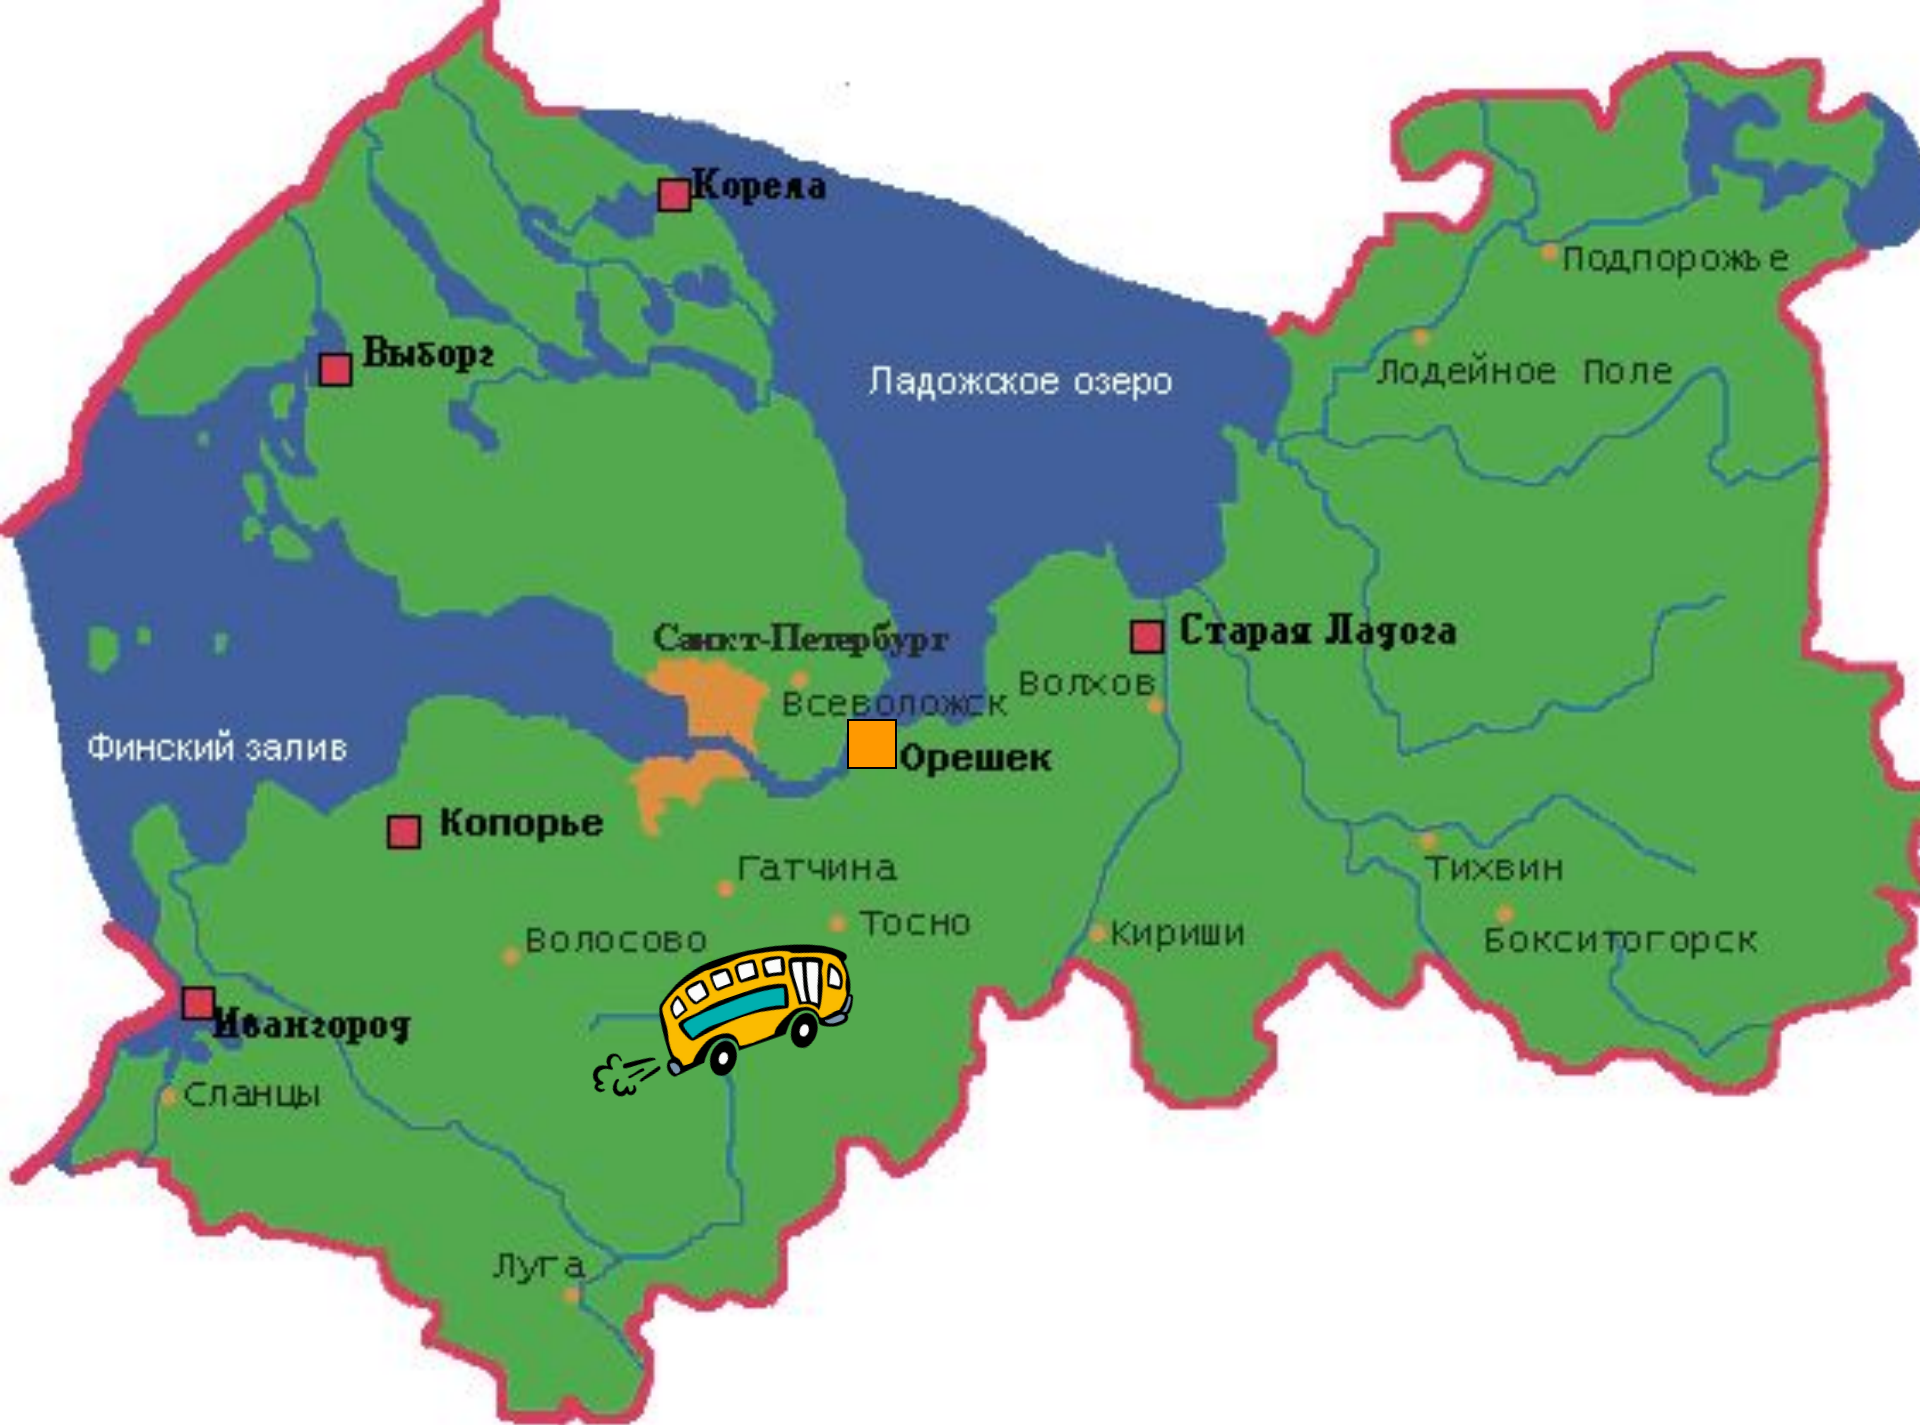 Корела
Подпорожье
Выборг
Лодейное Поле
Ладожское озеро
Санкт-Петербург
Старая Ладога
Волхов
Всеволожск
Финский залив
Орешек
Копорье
Гатчина
Тихвин
Тосно
Кириши
Волосово
Бокситогорск
Ивангород
Сланцы
Луга